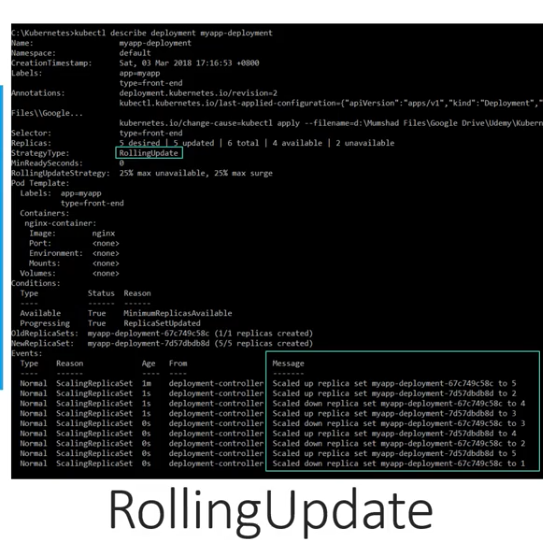 C:\Kubernetes>kubectl describe deployment myapp-deployment
Name: myapp-deployment
Namespace: default
CreationTimestamp: Sat, 03 Mar 2018 17:16:53 +0800
Labels: app=myapp
type=front-end
Annotations: deployment.kubernetes.io/revision=2
kubectl.kubernetes.io/last-applied-configuration={"apiVersion":"apps/v1","kind":"Deployment","
Files\\Google...
kubernetes.io/change-cause=kubectl apply --filename=d:\Mumshad Files\Google Drive\Udemy\Kubern
Selector: type=front-end
Replicas: 5 desired | 5 updated | 6 total | 4 available | 2 unavailable
StrategyType: RollingUpdate
MinReadySeconds: 0
RollingUpdateStrategy: 25% max unavailable, 25% max surge
Pod Template:
Labels: app=myapp
type=front-end
Containers:
nginx-container:
Image: nginx
Port: <none>
Environment: <none>
Mounts: <none>
Volumes: <none>
Conditions:
Type Status Reason
---- ------ ------
Available True MinimumReplicasAvailable
Progressing True ReplicaSetUpdated
OldReplicaSets: myapp-deployment-67c749c58c (1/1 replicas created)
NewReplicaSet: myapp-deployment-7d57dbdb8d (5/5 replicas created)
Events:
Type Reason Age From Message
---- ------ ---- ---- -------
Normal ScalingReplicaSet 1m deployment-controller Scaled up replica set myapp-deployment-67c749c58c to 5
Normal ScalingReplicaSet 1s deployment-controller Scaled up replica set myapp-deployment-7d57dbdb8d to 2
Normal ScalingReplicaSet 1s deployment-controller Scaled down replica set myapp-deployment-67c749c58c to 4
Normal ScalingReplicaSet 1s deployment-controller Scaled up replica set myapp-deployment-7d57dbdb8d to 3
Normal ScalingReplicaSet 0s deployment-controller Scaled down replica set myapp-deployment-67c749c58c to 3
Normal ScalingReplicaSet 0s deployment-controller Scaled up replica set myapp-deployment-7d57dbdb8d to 4
Normal ScalingReplicaSet 0s deployment-controller Scaled down replica set myapp-deployment-67c749c58c to 2
Normal ScalingReplicaSet 0s deployment-controller Scaled up replica set myapp-deployment-7d57dbdb8d to 5
Normal ScalingReplicaSet 0s deployment-controller Scaled down replica set myapp-deployment-67c749c58c to 1
RollingUpdate